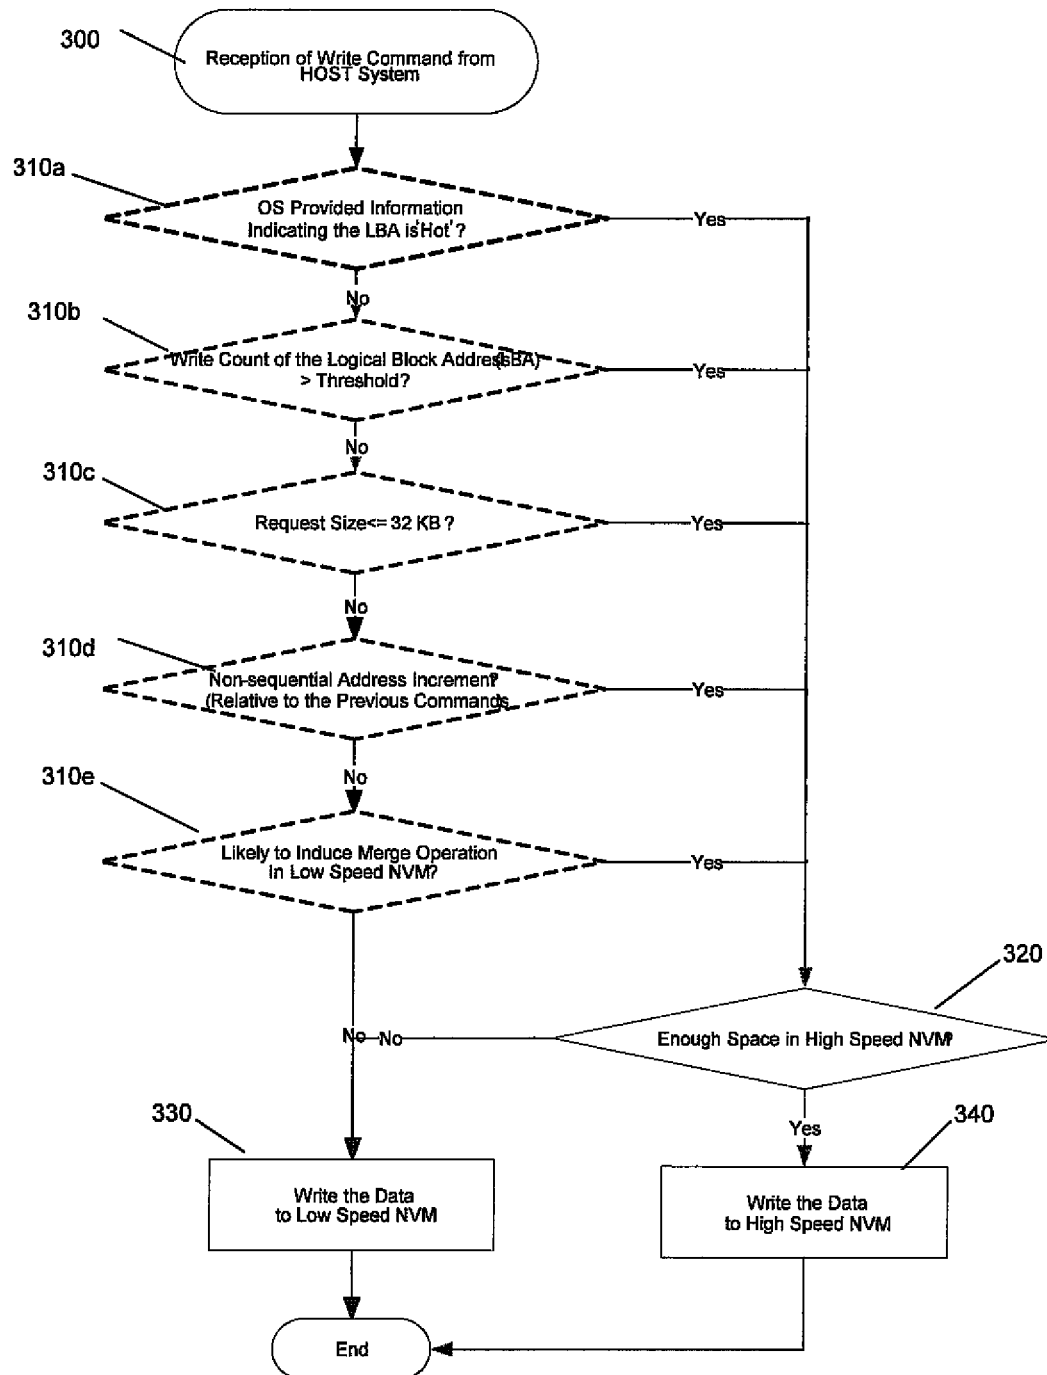 300
Reception of Write Command from
HOST System
310a
OS Provided Information
Indicating the LBA is'Hot'?
Yes
No
310b
Write Count of the Logical Block Address(LBA)
> Threshold?
Yes
No
310c
Request Size<= 32 KB ?
Yes
No
310d
Non-sequential Address Increment?
(Relative to the Previous Commands
Yes
No
310e
Likely to Induce Merge Operation
in Low Speed NVM?
Yes
320
Enough Space in High Speed NVM?
No
No
Yes
330
340
Write the Data
to Low Speed NVM
Write the Data
to High Speed NVM
End